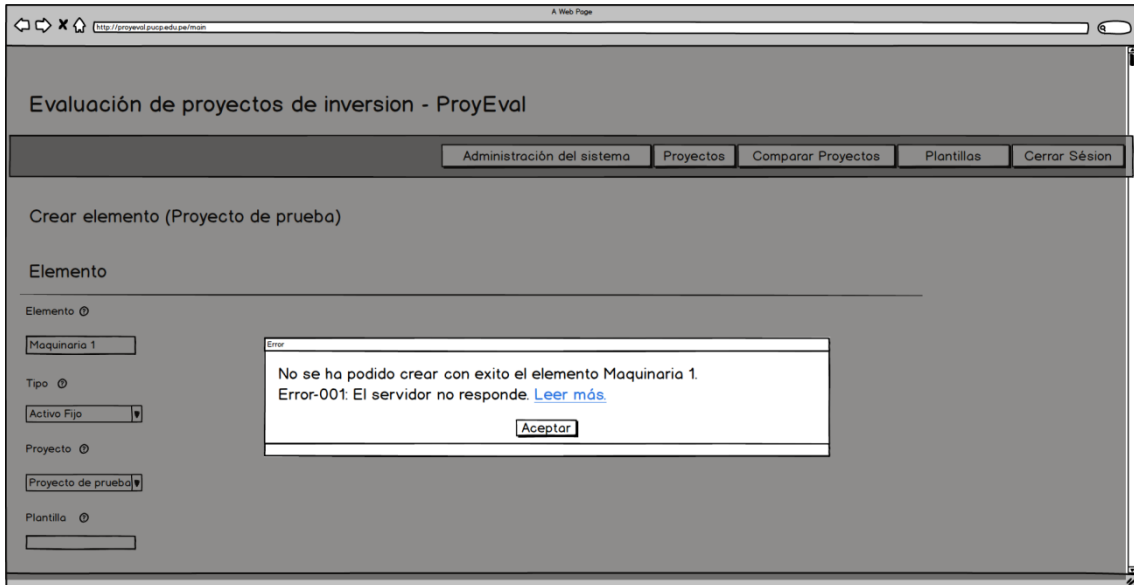 A Web Page
http://proyeval.pucp.edu.pe/main
Evaluación de proyectos de inversion - ProyEval
Administración del sistema Proyectos Comparar Proyectos Plantillas Cerrar Sésion
Crear elemento (Proyecto de prueba)
Elemento
Elemento ?
Maquinaria 1
Error
No se ha podido crear con exito el elemento Maquinaria 1.
Error-001: El servidor no responde. Leer más.
Aceptar
Tipo ?
Activo Fijo
Proyecto ?
Proyecto de prueba
Plantilla ?